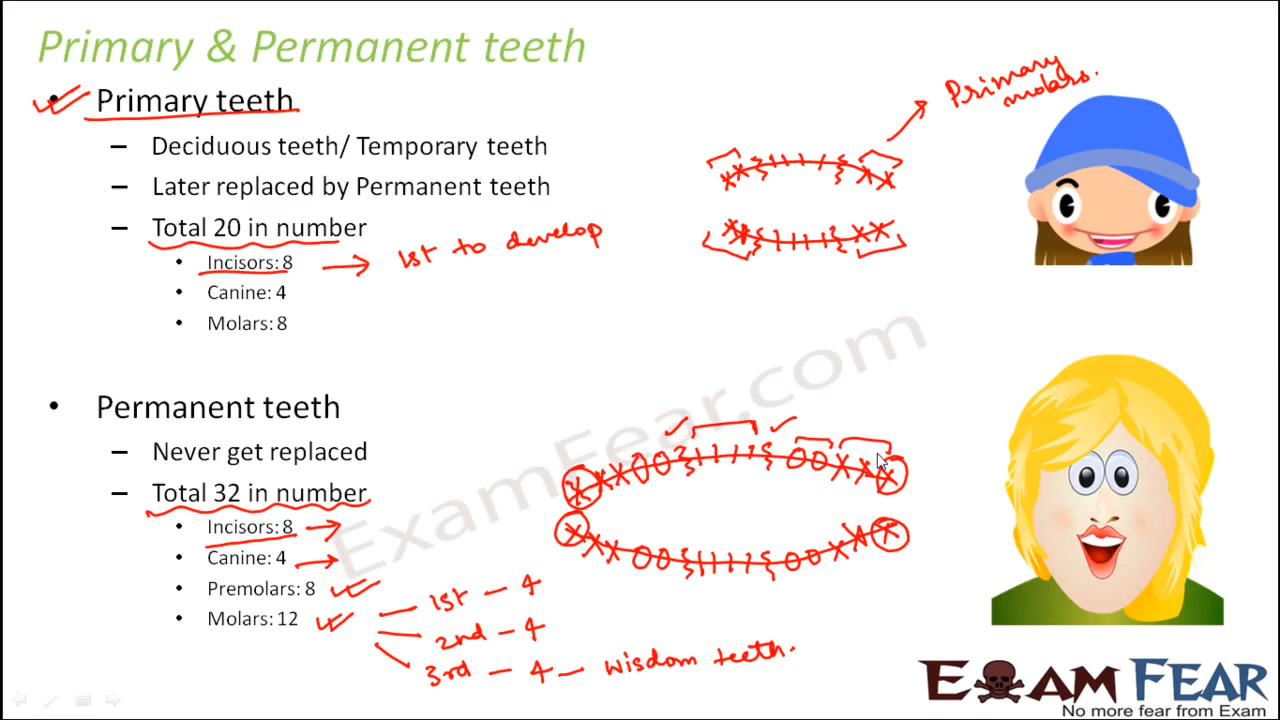 Primary & Permanent teeth
• Primary teeth
– Deciduous teeth/ Temporary teeth
– Later replaced by Permanent teeth
– Total 20 in number
• Incisors: 8 → 1st to develop
• Canine: 4
• Molars: 8
Primary
molars.
• Permanent teeth
– Never get replaced
– Total 32 in number
• Incisors: 8
• Canine: 4
• Premolars: 8
• Molars: 12
1st – 4
2nd – 4
3rd – 4 – wisdom teeth.
ExamFear.com
EXAM FEAR
No more fear from Exam